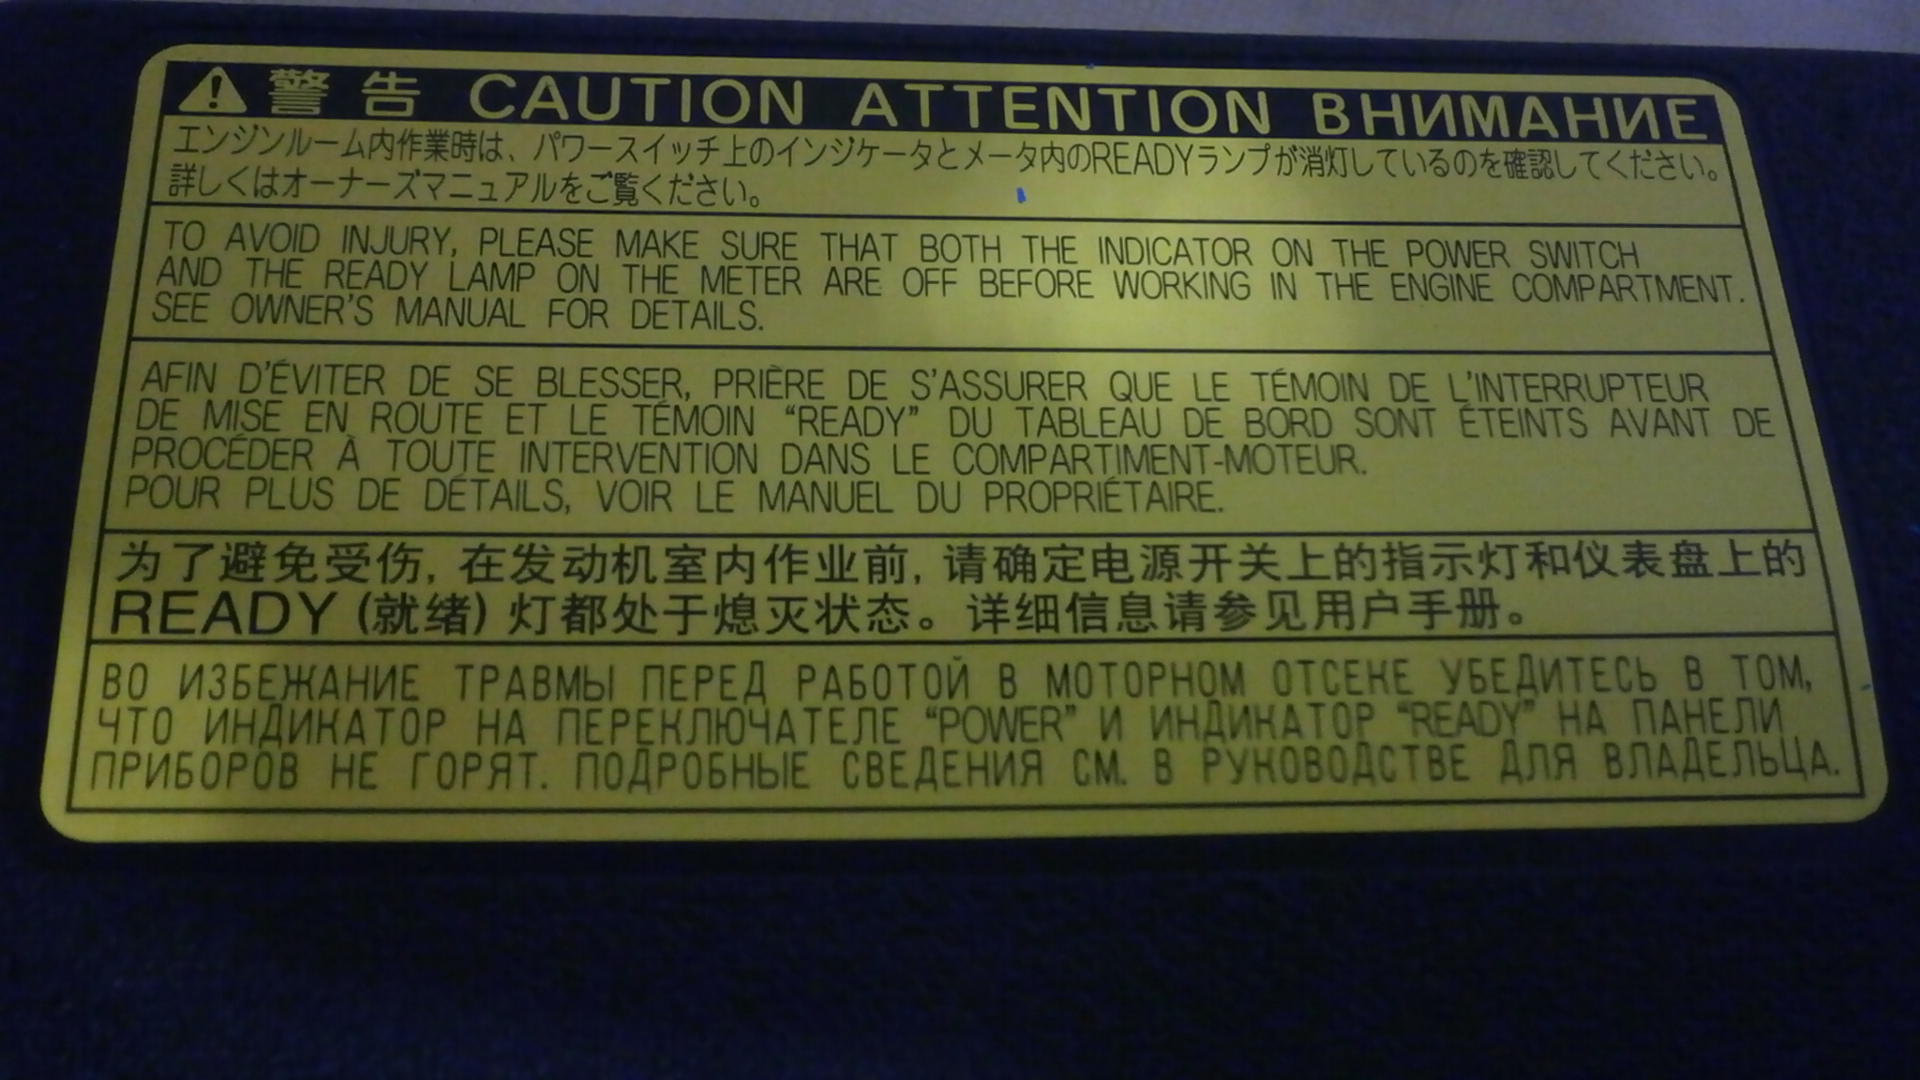 警告 CAUTION ATTENTION ВНИМАНИЕ
エンジンルーム内作業時は、パワースイッチ上のインジケータとメータ内のREADYランプが消灯しているのを確認してください。
詳しくはオーナーズマニュアルをご覧ください。
TO AVOID INJURY, PLEASE MAKE SURE THAT BOTH THE INDICATOR ON THE POWER SWITCH
AND THE READY LAMP ON THE METER ARE OFF BEFORE WORKING IN THE ENGINE COMPARTMENT.
SEE OWNER'S MANUAL FOR DETAILS.
AFIN D'ÉVITER DE SE BLESSER, PRIÈRE DE S'ASSURER QUE LE TÉMOIN DE L'INTERRUPTEUR
DE MISE EN ROUTE ET LE TÉMOIN “READY” DU TABLEAU DE BORD SONT ÉTEINTS AVANT DE
PROCÉDER À TOUTE INTERVENTION DANS LE COMPARTIMENT-MOTEUR.
POUR PLUS DE DÉTAILS, VOIR LE MANUEL DU PROPRIÉTAIRE.
为了避免受伤, 在发动机室内作业前, 请确定电源开关上的指示灯和仪表盘上的
READY (就绪) 灯都处于熄灭状态。详细信息请参见用户手册。
ВО ИЗБЕЖАНИЕ ТРАВМЫ ПЕРЕД РАБОТОЙ В МОТОРНОМ ОТСЕКЕ УБЕДИТЕСЬ В ТОМ,
ЧТО ИНДИКАТОР НА ПЕРЕКЛЮЧАТЕЛЕ “POWER” И ИНДИКАТОР “READY” НА ПАНЕЛИ
ПРИБОРОВ НЕ ГОРЯТ. ПОДРОБНЫЕ СВЕДЕНИЯ СМ. В РУКОВОДСТВЕ ДЛЯ ВЛАДЕЛЬЦА.